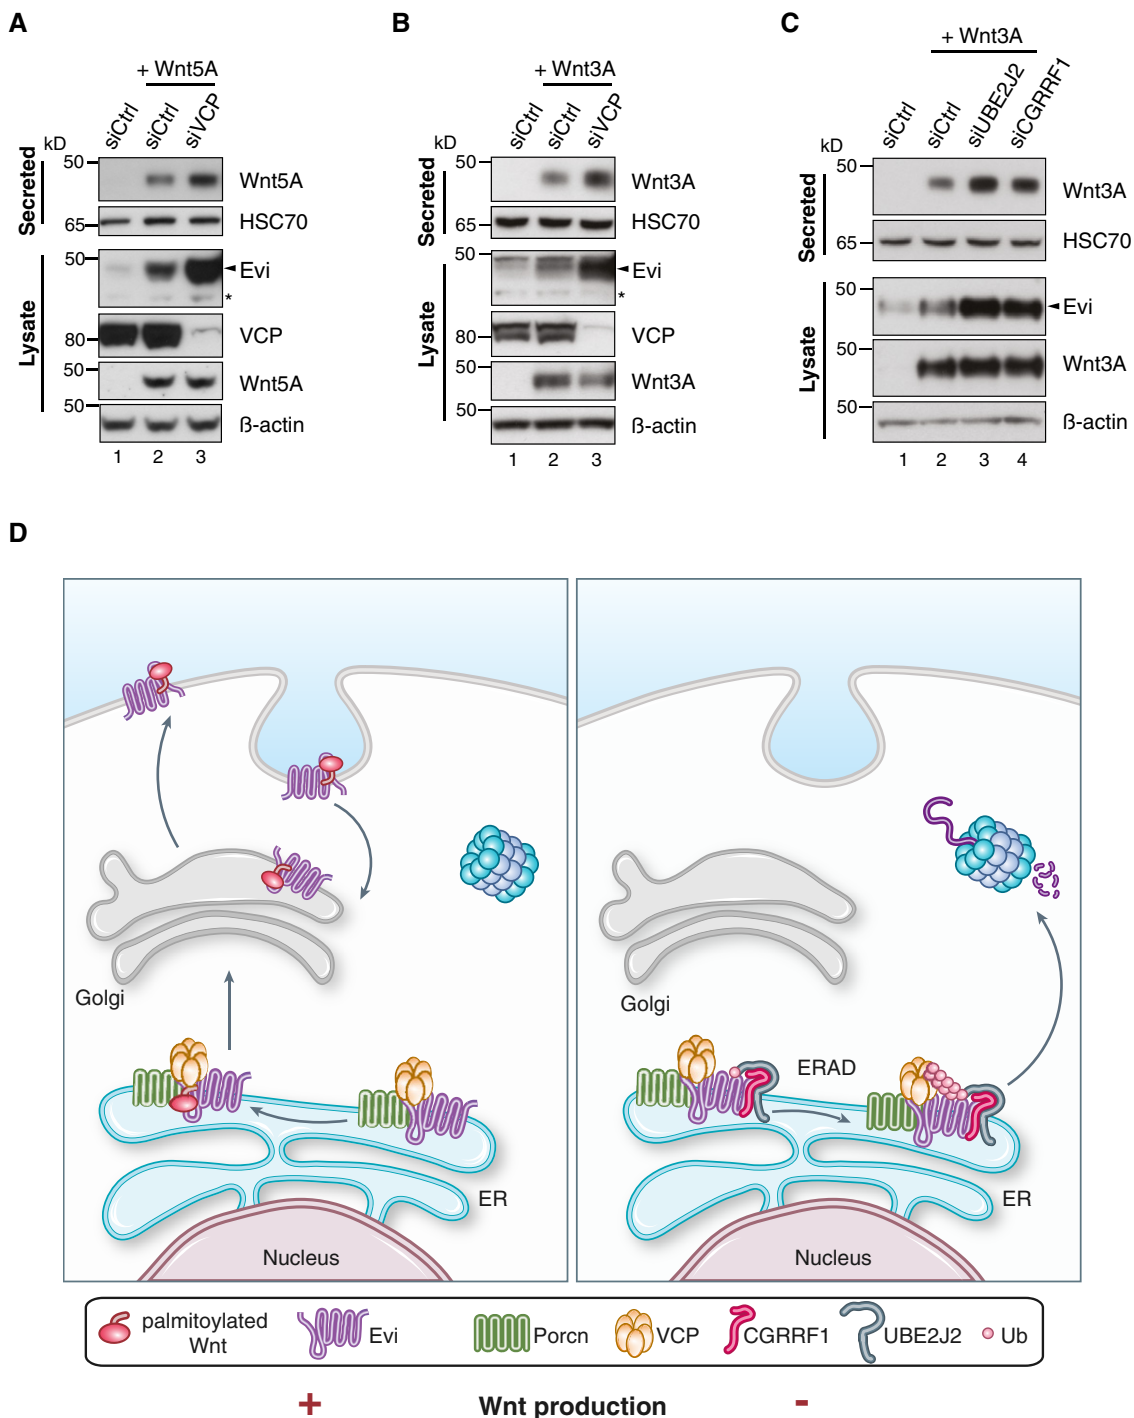 A
+ Wnt5A
siCtrl siCtrl siVCP
kD
Secreted
50 Wnt5A
65 HSC70
Lysate
50 Evi
*
80 VCP
50 Wnt5A
50 ß-actin
1 2 3
B
+ Wnt3A
siCtrl siCtrl siVCP
kD
Secreted
50 Wnt3A
65 HSC70
Lysate
50 Evi
*
80 VCP
50 Wnt3A
50 ß-actin
1 2 3
C
+ Wnt3A
siCtrl siCtrl siUBE2J2 siCGRRF1
kD
Secreted
50 Wnt3A
65 HSC70
Lysate
50 Evi
50 Wnt3A
50 ß-actin
1 2 3 4
D
Golgi
ER
Nucleus
Golgi
ERAD
ER
Nucleus
palmitoylated
Wnt
Evi
Porcn
VCP
CGRRF1
UBE2J2
Ub
+ Wnt production -